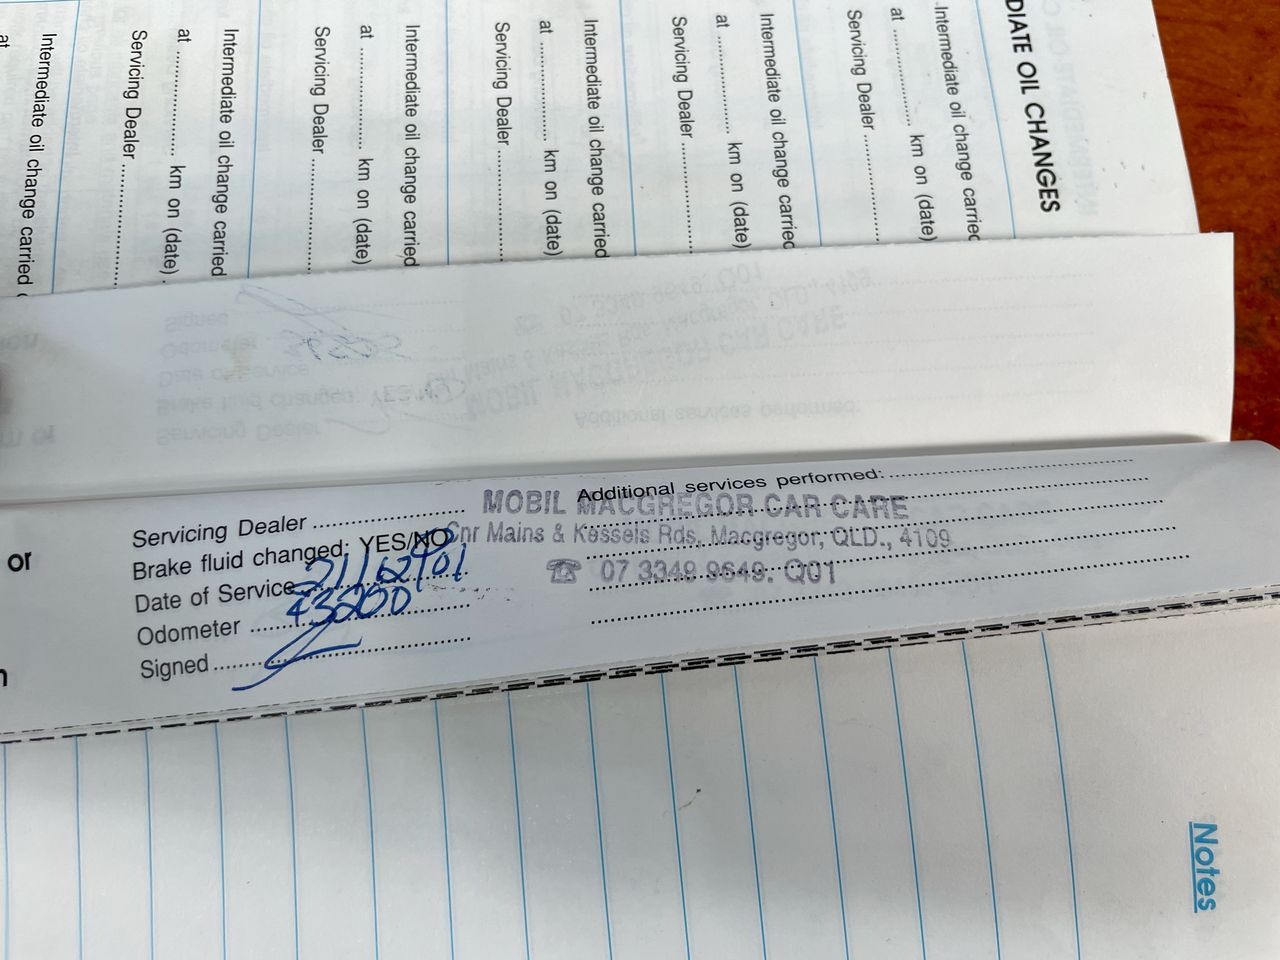 DIATE OIL CHANGES
Intermediate oil change carried
at .............. km on (date)
Servicing Dealer
Intermediate oil change carried
at .............. km on (date)
Servicing Dealer
Intermediate oil change carried
at .............. km on (date)
Servicing Dealer
Intermediate oil change carried
at .............. km on (date)
Servicing Dealer
Intermediate oil change carried
at .............. km on (date)
Servicing Dealer
Intermediate oil change carried
at
or
Servicing Dealer
Brake fluid changed: YES/NO
Date of Service
Odometer 43200
Signed
Additional services performed:
MOBIL MACGREGOR CAR CARE
Cnr Mains & Kessels Rds, Macgregor, QLD., 4109
☎ 07 3349.9649. Q01
Notes